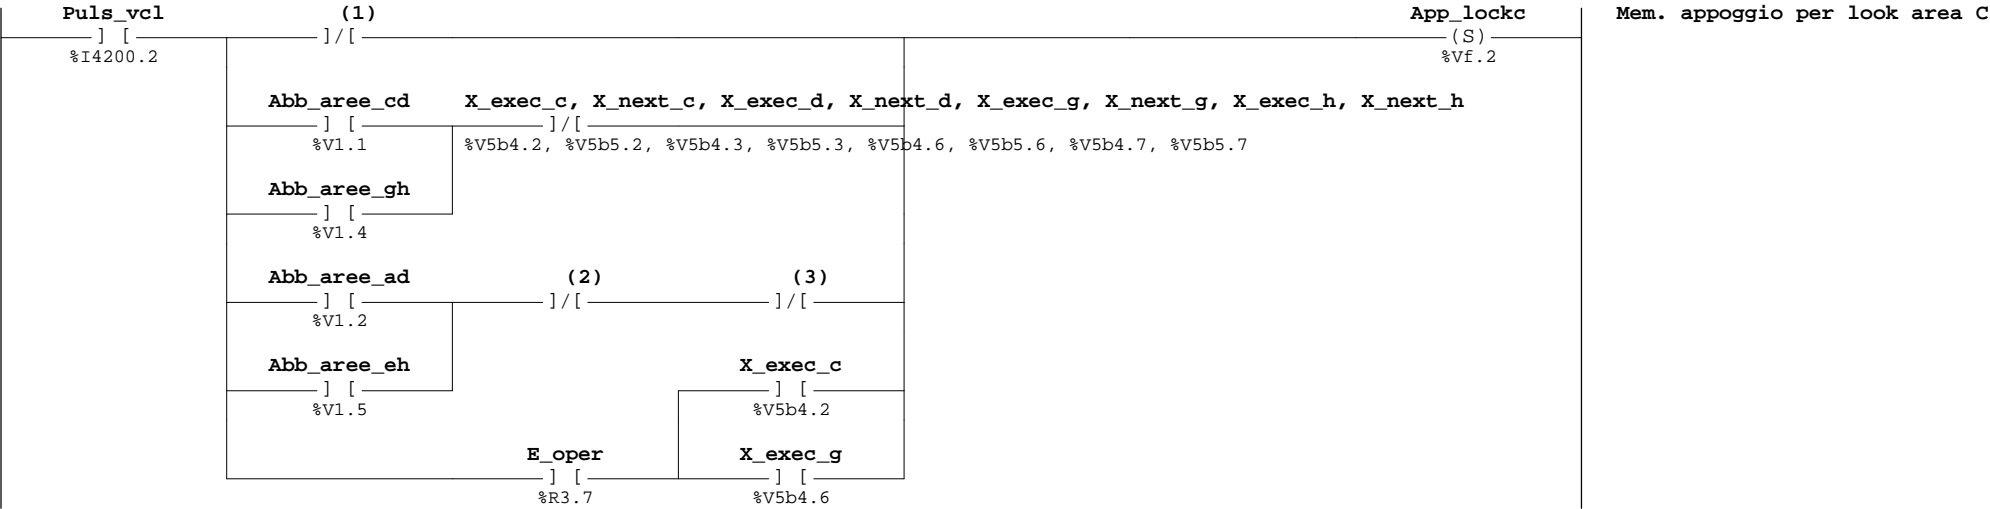 Puls_vcl (1) App_lockc Mem. appoggio per look area C
] [ ]/[ (S)
%I4200.2 %Vf.2
Abb_aree_cd X_exec_c, X_next_c, X_exec_d, X_next_d, X_exec_g, X_next_g, X_exec_h, X_next_h
] [ ]/[
%V1.1 %V5b4.2, %V5b5.2, %V5b4.3, %V5b5.3, %V5b4.6, %V5b5.6, %V5b4.7, %V5b5.7
Abb_aree_gh
] [
%V1.4
Abb_aree_ad (2) (3)
] [ ]/[ ]/[
%V1.2
Abb_aree_eh X_exec_c
] [ ] [
%V1.5 %V5b4.2
E_oper X_exec_g
] [ ] [
%R3.7 %V5b4.6